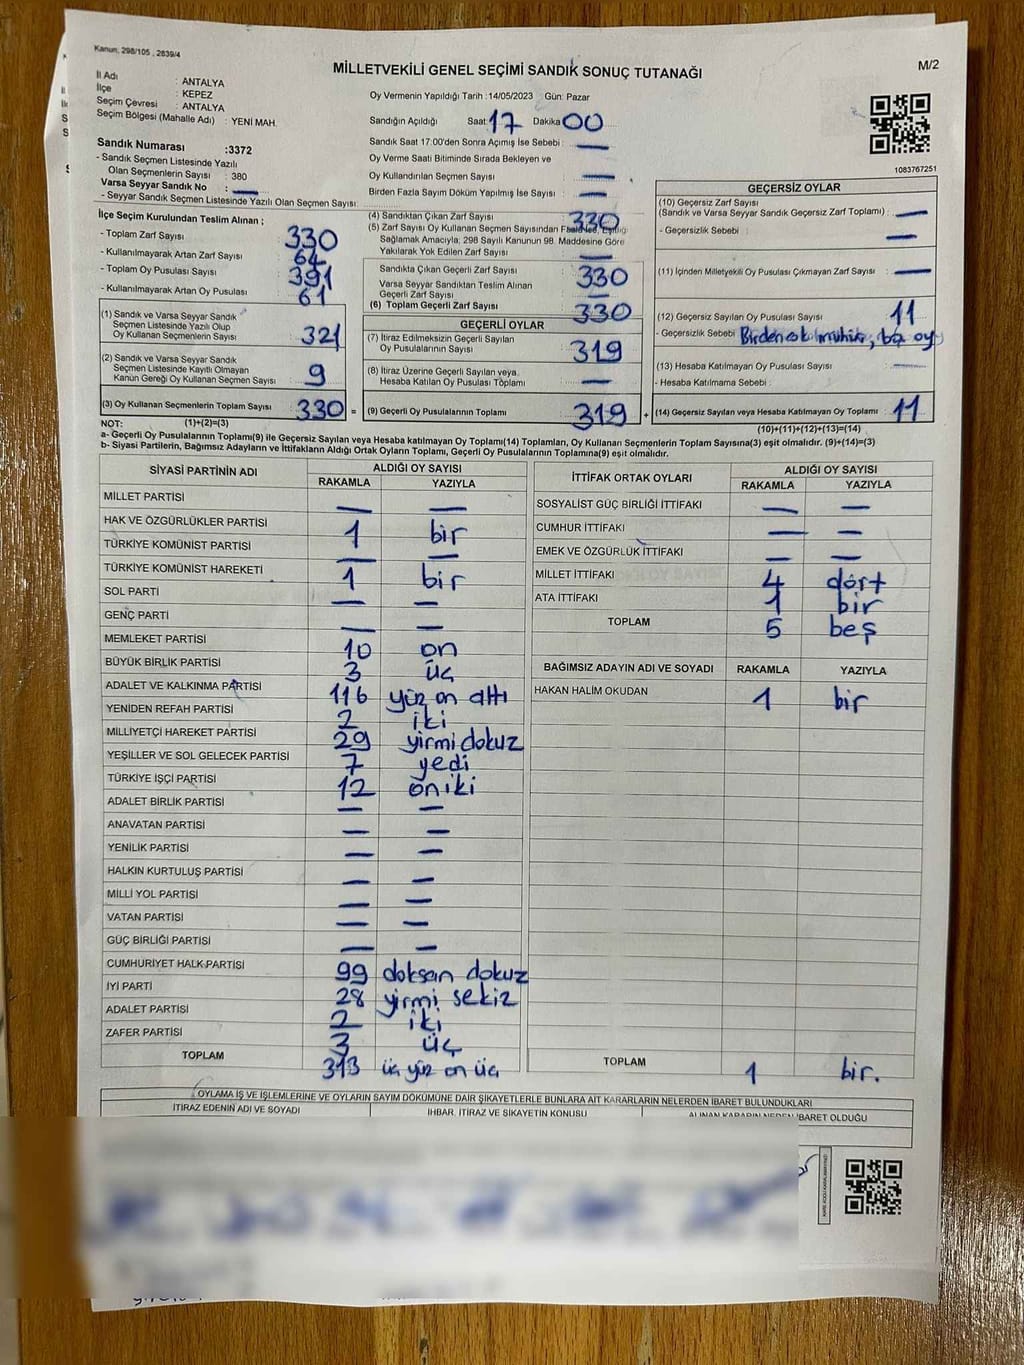 Kanun; 298/105 , 2839/4
MİLLETVEKİLİ GENEL SEÇİMİ SANDIK SONUÇ TUTANAĞI
M/2
İl Adı : ANTALYA
İlçe : KEPEZ
Seçim Çevresi : ANTALYA
Seçim Bölgesi (Mahalle Adı) : YENİ MAH.
Sandık Numarası :3372
- Sandık Seçmen Listesinde Yazılı
Olan Seçmenlerin Sayısı : 380
Varsa Seyyar Sandık No : —
- Seyyar Sandık Seçmen Listesinde Yazılı Olan Seçmen Sayısı:
Oy Vermenin Yapıldığı Tarih :14/05/2023 Gün: Pazar
Sandığın Açıldığı Saat: 17 Dakika 00
Sandık Saat 17:00'den Sonra Açımış İse Sebebi : —
Oy Verme Saati Bitiminde Sırada Bekleyen ve
Oy Kullandırılan Seçmen Sayısı —
Birden Fazla Sayım Döküm Yapılmış İse Sayısı : —
1083767251
İlçe Seçim Kurulundan Teslim Alınan ;
- Toplam Zarf Sayısı 330
- Kullanılmayarak Artan Zarf Sayısı : 64
- Toplam Oy Pusulası Sayısı : 391
- Kullanılmayarak Artan Oy Pusulası : 61
(1) Sandık ve Varsa Seyyar Sandık
Seçmen Listesinde Yazılı Olup
Oy Kullanan Seçmenlerin Sayısı : 321
(2) Sandık ve Varsa Seyyar Sandık
Seçmen Listesinde Kayıtlı Olmayan
Kanun Gereği Oy Kullanan Seçmen Sayısı : 9
(3) Oy Kullanan Seçmenlerin Toplam Sayısı : 330 =
(4) Sandıktan Çıkan Zarf Sayısı : 330
(5) Zarf Sayısı Oy Kullanan Seçmen Sayısından Fazla İse, Eşitliği
Sağlamak Amacıyla; 298 Sayılı Kanunun 98. Maddesine Göre
Yakılarak Yok Edilen Zarf Sayısı : —
Sandıkta Çıkan Geçerli Zarf Sayısı : 330
Varsa Seyyar Sandıktan Teslim Alınan
Geçerli Zarf Sayısı : —
(6) Toplam Geçerli Zarf Sayısı : 330
GEÇERLİ OYLAR
(7) İtiraz Edilmeksizin Geçerli Sayılan
Oy Pusulalarının Sayısı : 319
(8) İtiraz Üzerine Geçerli Sayılan veya
Hesaba Katılan Oy Pusulası Toplamı : —
(9) Geçerli Oy Pusulalarının Toplamı : 319 +
GEÇERSİZ OYLAR
(10) Geçersiz Zarf Sayısı
(Sandık ve Varsa Seyyar Sandık Geçersiz Zarf Toplamı) : —
- Geçersizlik Sebebi : —
(11) İçinden Milletvekili Oy Pusulası Çıkmayan Zarf Sayısı : —
(12) Geçersiz Sayılan Oy Pusulası Sayısı : 11
- Geçersizlik Sebebi
(13) Hesaba Katılmayan Oy Pusulası Sayısı : —
- Hesaba Katılmama Sebebi :
(14) Geçersiz Sayılan veya Hesaba Katılmayan Oy Pusulası Toplamı : 11
NOT: (1)+(2)=(3) (10)+(11)+(12)+(13)=(14)
a- Geçerli Oy Pusulalarının Toplamı(9) ile Geçersiz Sayılan veya Hesaba katılmayan Oy Toplamı(14) Toplamları, Oy Kullanan Seçmenlerin Toplam Sayısına(3) eşit olmalıdır. (9)+(14)=(3)
b- Siyasi Partilerin, Bağımsız Adayların ve İttifakların Aldığı Ortak Oyların Toplamı, Geçerli Oy Pusulalarının Toplamına(9) eşit olmalıdır.
SİYASİ PARTİNİN ADI ALDIĞI OY SAYISI
RAKAMLA YAZIYLA
MİLLET PARTİSİ — —
HAK VE ÖZGÜRLÜKLER PARTİSİ 1 bir
TÜRKİYE KOMÜNİST PARTİSİ — —
TÜRKİYE KOMÜNİST HAREKETİ 1 bir
SOL PARTİ — —
GENÇ PARTİ — —
MEMLEKET PARTİSİ 10 on
BÜYÜK BİRLİK PARTİSİ 3 üç
ADALET VE KALKINMA PARTİSİ 116 yüz on altı
YENİDEN REFAH PARTİSİ 2 iki
MİLLİYETÇİ HAREKET PARTİSİ 29 yirmi dokuz
YEŞİLLER VE SOL GELECEK PARTİSİ 7 yedi
TÜRKİYE İŞÇİ PARTİSİ 12 on iki
ADALET BİRLİK PARTİSİ — —
ANAVATAN PARTİSİ — —
YENİLİK PARTİSİ — —
HALKIN KURTULUŞ PARTİSİ — —
MİLLİ YOL PARTİSİ — —
VATAN PARTİSİ — —
GÜÇ BİRLİĞİ PARTİSİ — —
CUMHURİYET HALK PARTİSİ 99 doksan dokuz
İYİ PARTİ 28 yirmi sekiz
ADALET PARTİSİ 2 iki
ZAFER PARTİSİ 3 üç
TOPLAM 313 üç yüz on üç
İTTİFAK ORTAK OYLARI ALDIĞI OY SAYISI
RAKAMLA YAZIYLA
SOSYALİST GÜÇ BİRLİĞİ İTTİFAKI — —
CUMHUR İTTİFAKI — —
EMEK VE ÖZGÜRLÜK İTTİFAKI — —
MİLLET İTTİFAKI 4 dört
ATA İTTİFAKI 1 bir
TOPLAM 5 beş
BAĞIMSIZ ADAYIN ADI VE SOYADI RAKAMLA YAZIYLA
HAKAN HALİM OKUDAN 1 bir
TOPLAM 1 bir.
OYLAMA İŞ VE İŞLEMLERİNE VE OYLARIN SAYIM DÖKÜMÜNE DAİR ŞİKAYETLERLE BUNLARA AİT KARARLARIN NELERDEN İBARET BULUNDUKLARI
İTİRAZ EDENİN ADI VE SOYADI İHBAR, İTİRAZ VE ŞİKAYETİN KONUSU ALINAN KARARIN NEDEN İBARET OLDUĞU